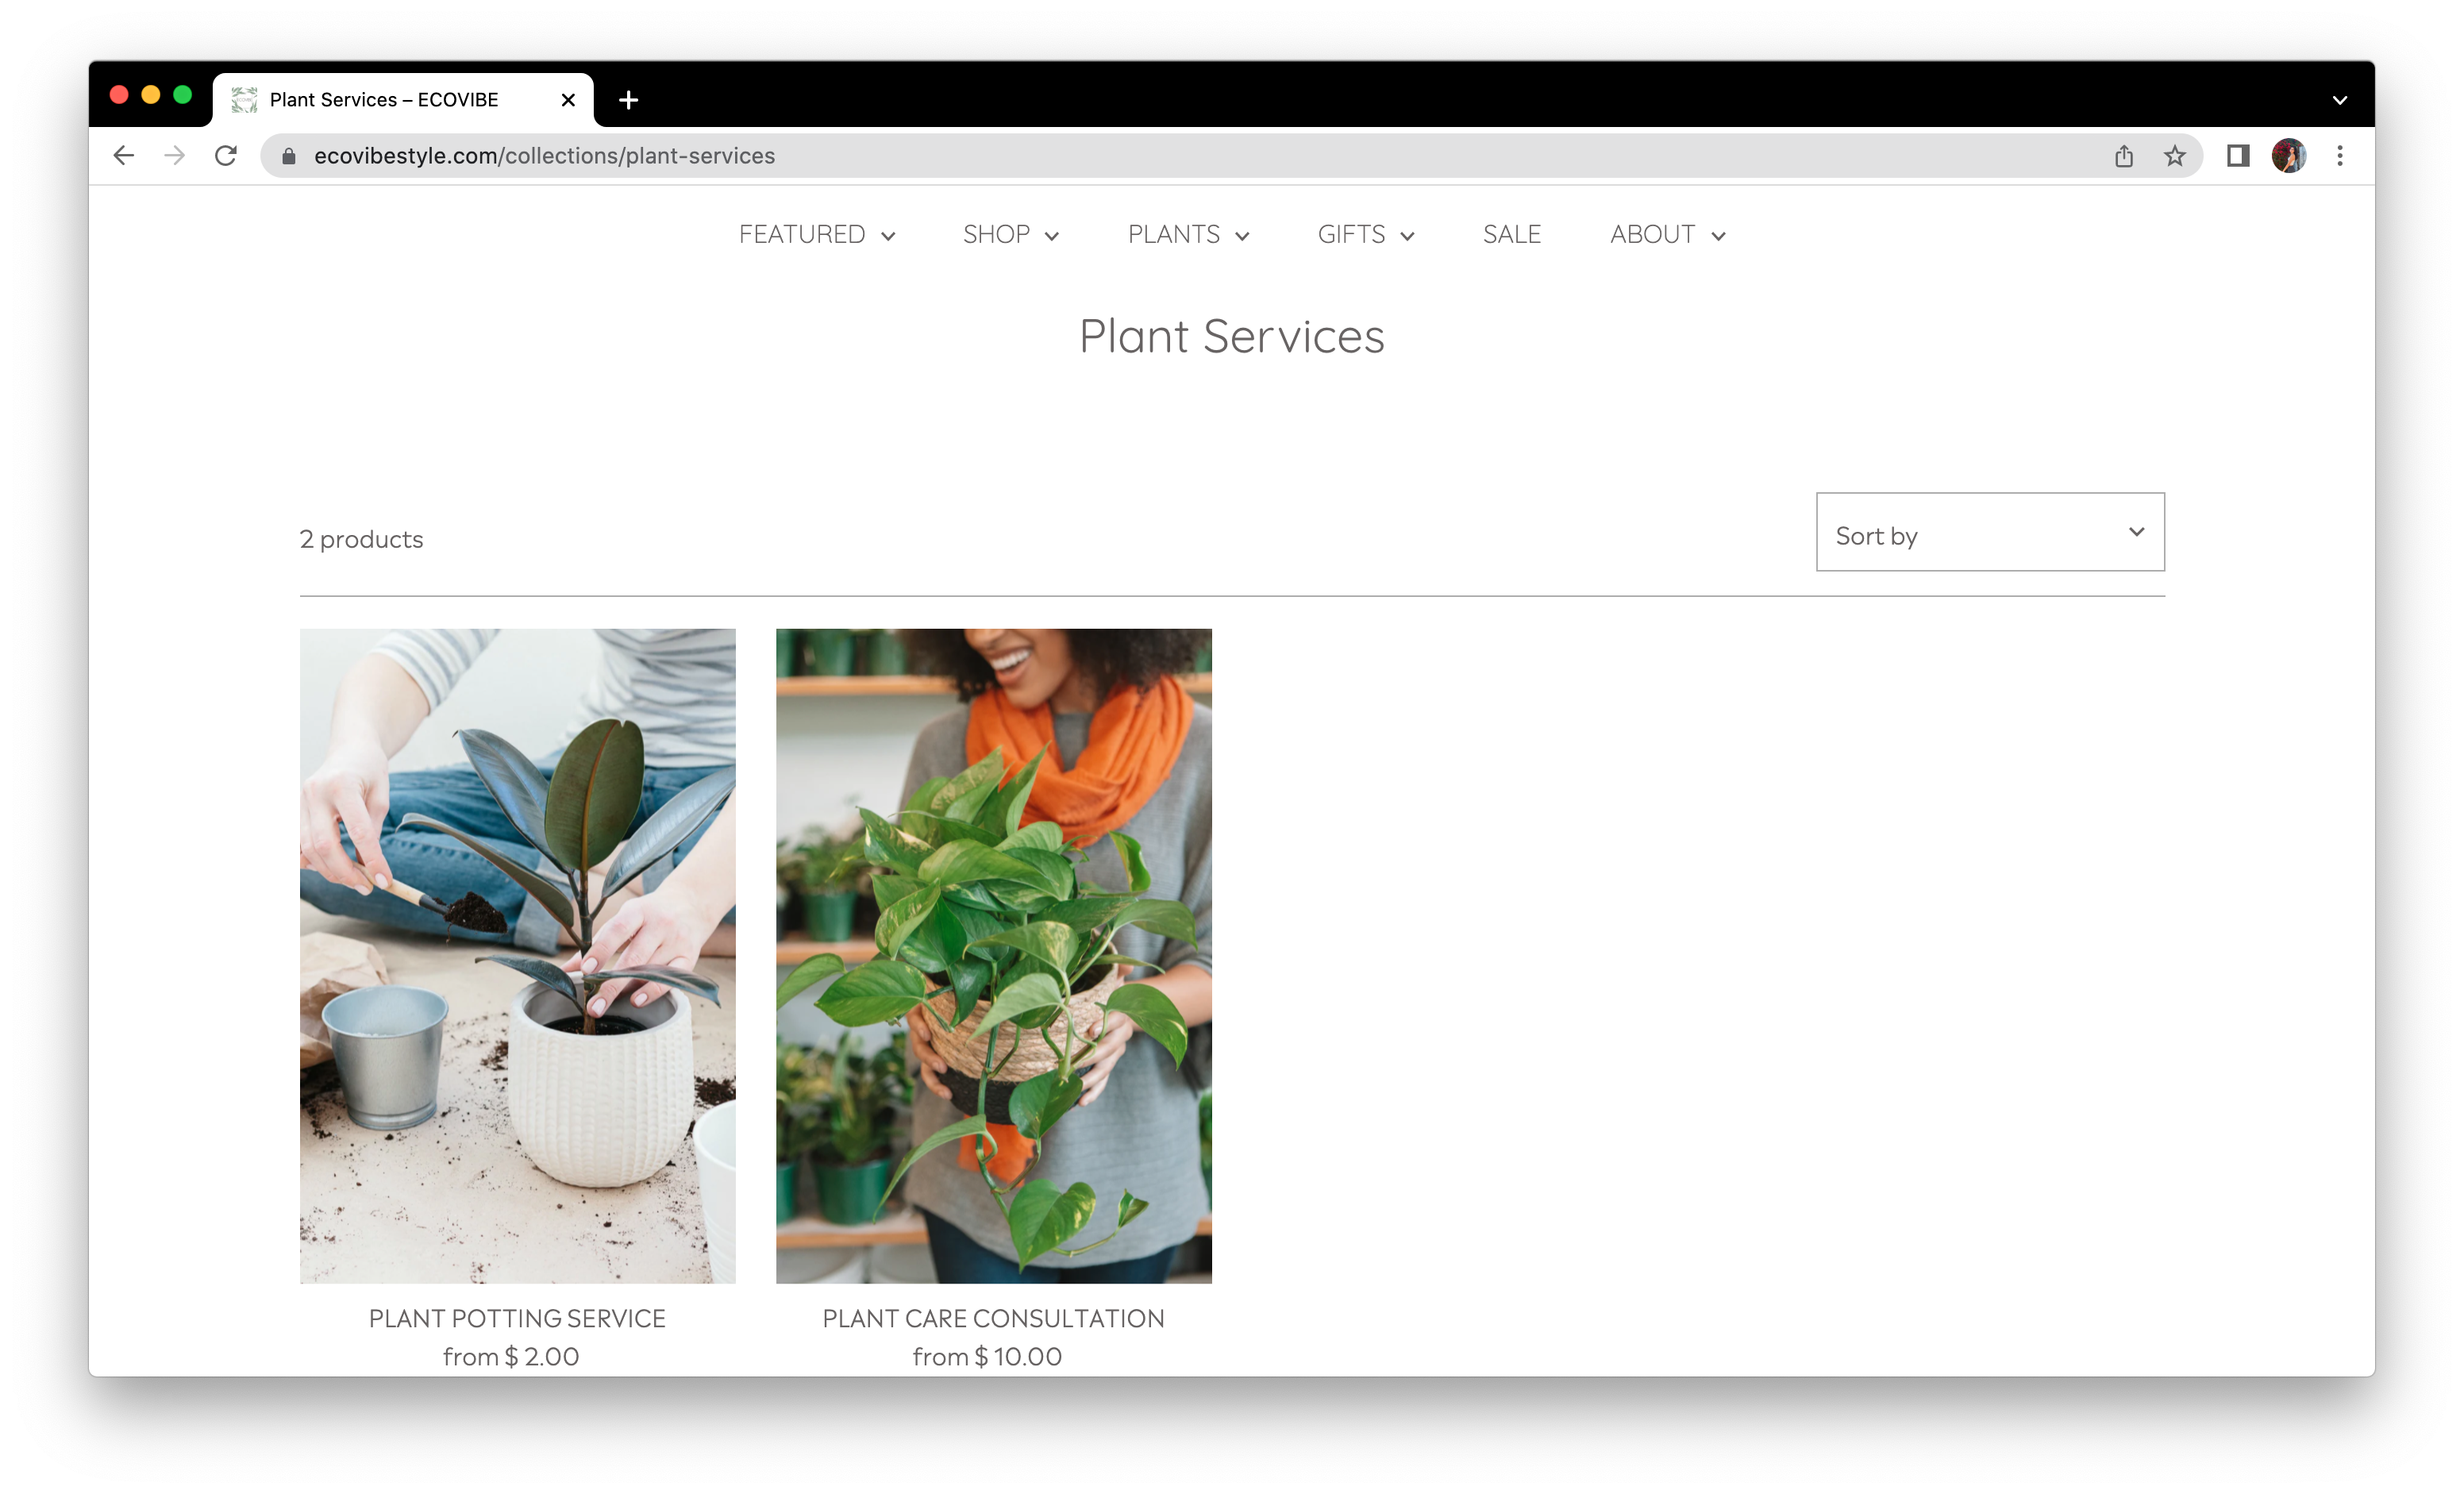 Plant Services – ECOVIBE
ecovibestyle.com/collections/plant-services
FEATURED SHOP PLANTS GIFTS SALE ABOUT
Plant Services
2 products
Sort by
PLANT POTTING SERVICE
from $ 2.00
PLANT CARE CONSULTATION
from $ 10.00